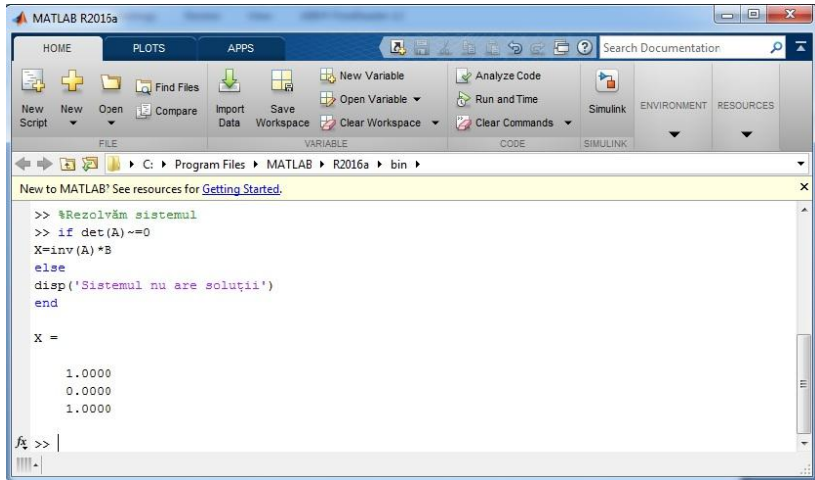 MATLAB R2016a
HOME PLOTS APPS Search Documentation
New Script New Open Find Files Compare Import Data Save Workspace New Variable Open Variable Clear Workspace Analyze Code Run and Time Clear Commands Simulink ENVIRONMENT RESOURCES
FILE VARIABLE CODE SIMULINK
C: Program Files MATLAB R2016a bin
New to MATLAB? See resources for Getting Started.
>> %Rezolvăm sistemul
>> if det(A)~=0
X=inv(A)*B
else
disp('Sistemul nu are soluții')
end
X =
1.0000
0.0000
1.0000
fx >>